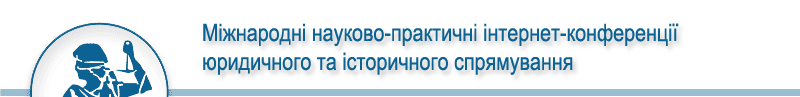 Міжнародні науково-практичні інтернет-конференції
юридичного та історичного спрямування